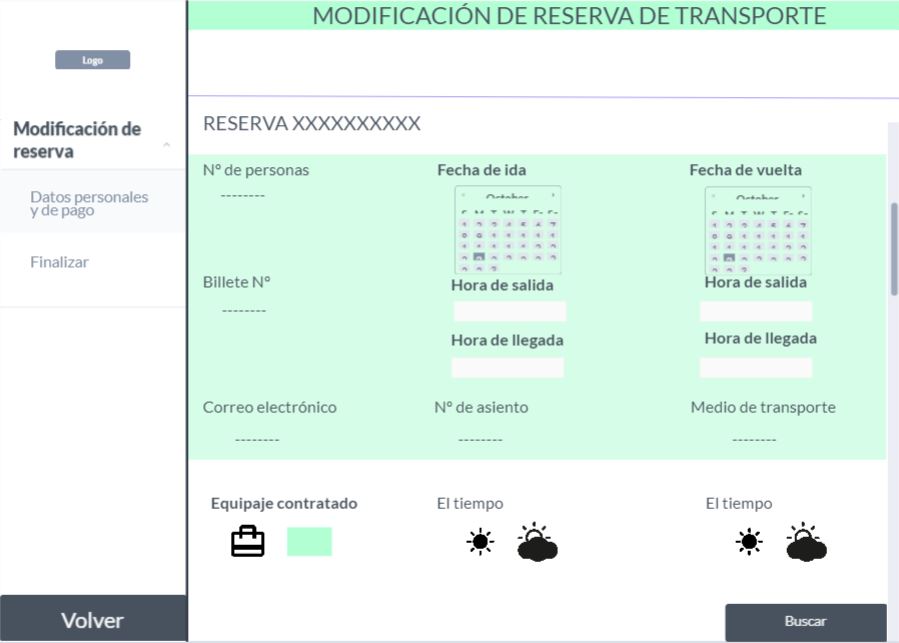 MODIFICACIÓN DE RESERVA DE TRANSPORTE
Logo
Modificación de
reserva
Datos personales
y de pago
Finalizar
RESERVA XXXXXXXXXX
Nº de personas
--------
Fecha de ida
October
Fecha de vuelta
October
Billete Nº
--------
Hora de salida
Hora de salida
Hora de llegada
Hora de llegada
Correo electrónico
--------
Nº de asiento
--------
Medio de transporte
--------
Equipaje contratado
El tiempo
El tiempo
Volver
Buscar